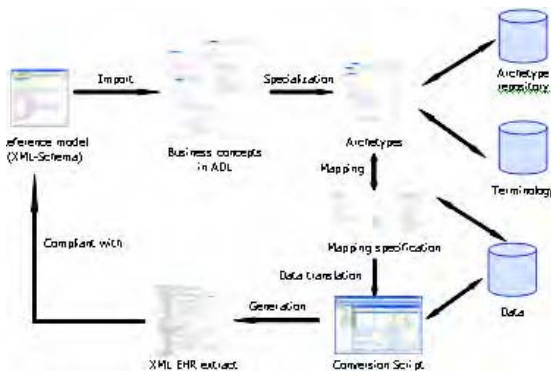 Import
Specialization
Archetype
repository
eference model
(XML-Schema)
Business concepts
in ADL
Archetypes
Mapping
Terminology
Compliant with
Mapping specification
Data translation
Data
Generation
XML EHR extract
Conversion Script